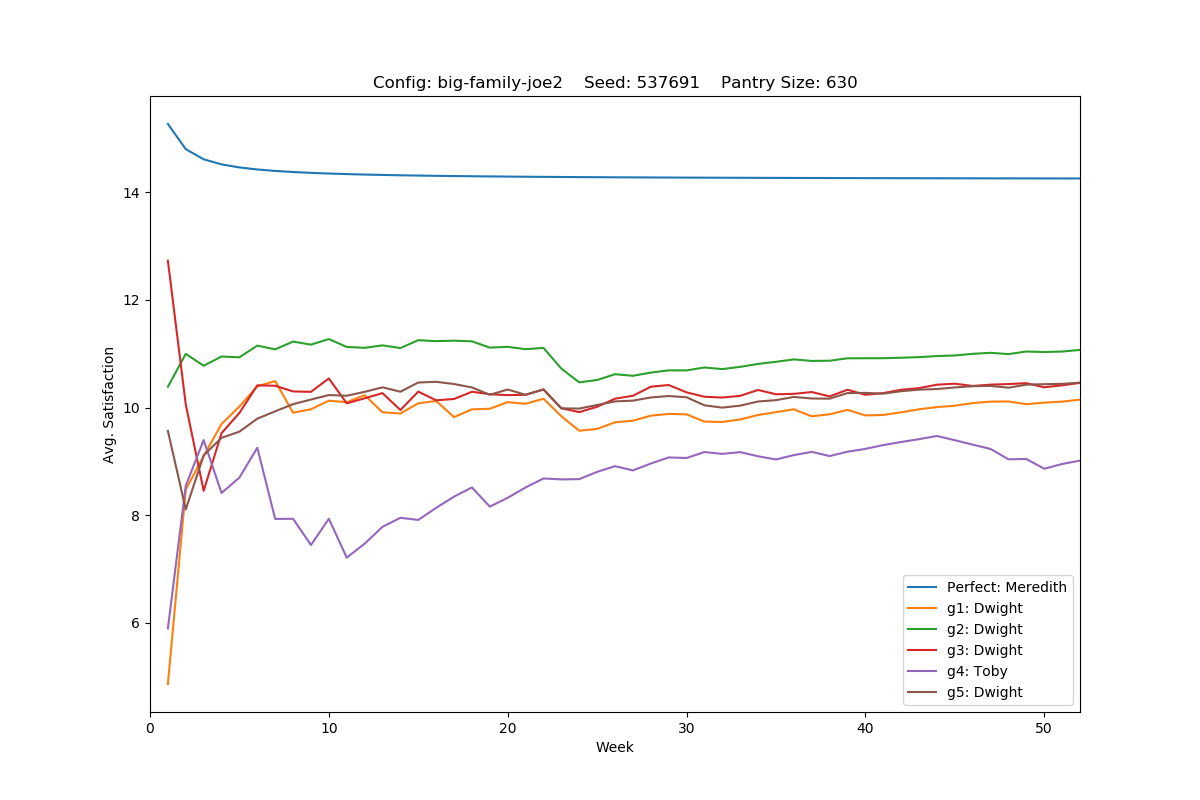 Config: big-family-joe2    Seed: 537691    Pantry Size: 630
Avg. Satisfaction
14
12
10
8
6
0 10 20 30 40 50
Week
Perfect: Meredith
g1: Dwight
g2: Dwight
g3: Dwight
g4: Toby
g5: Dwight